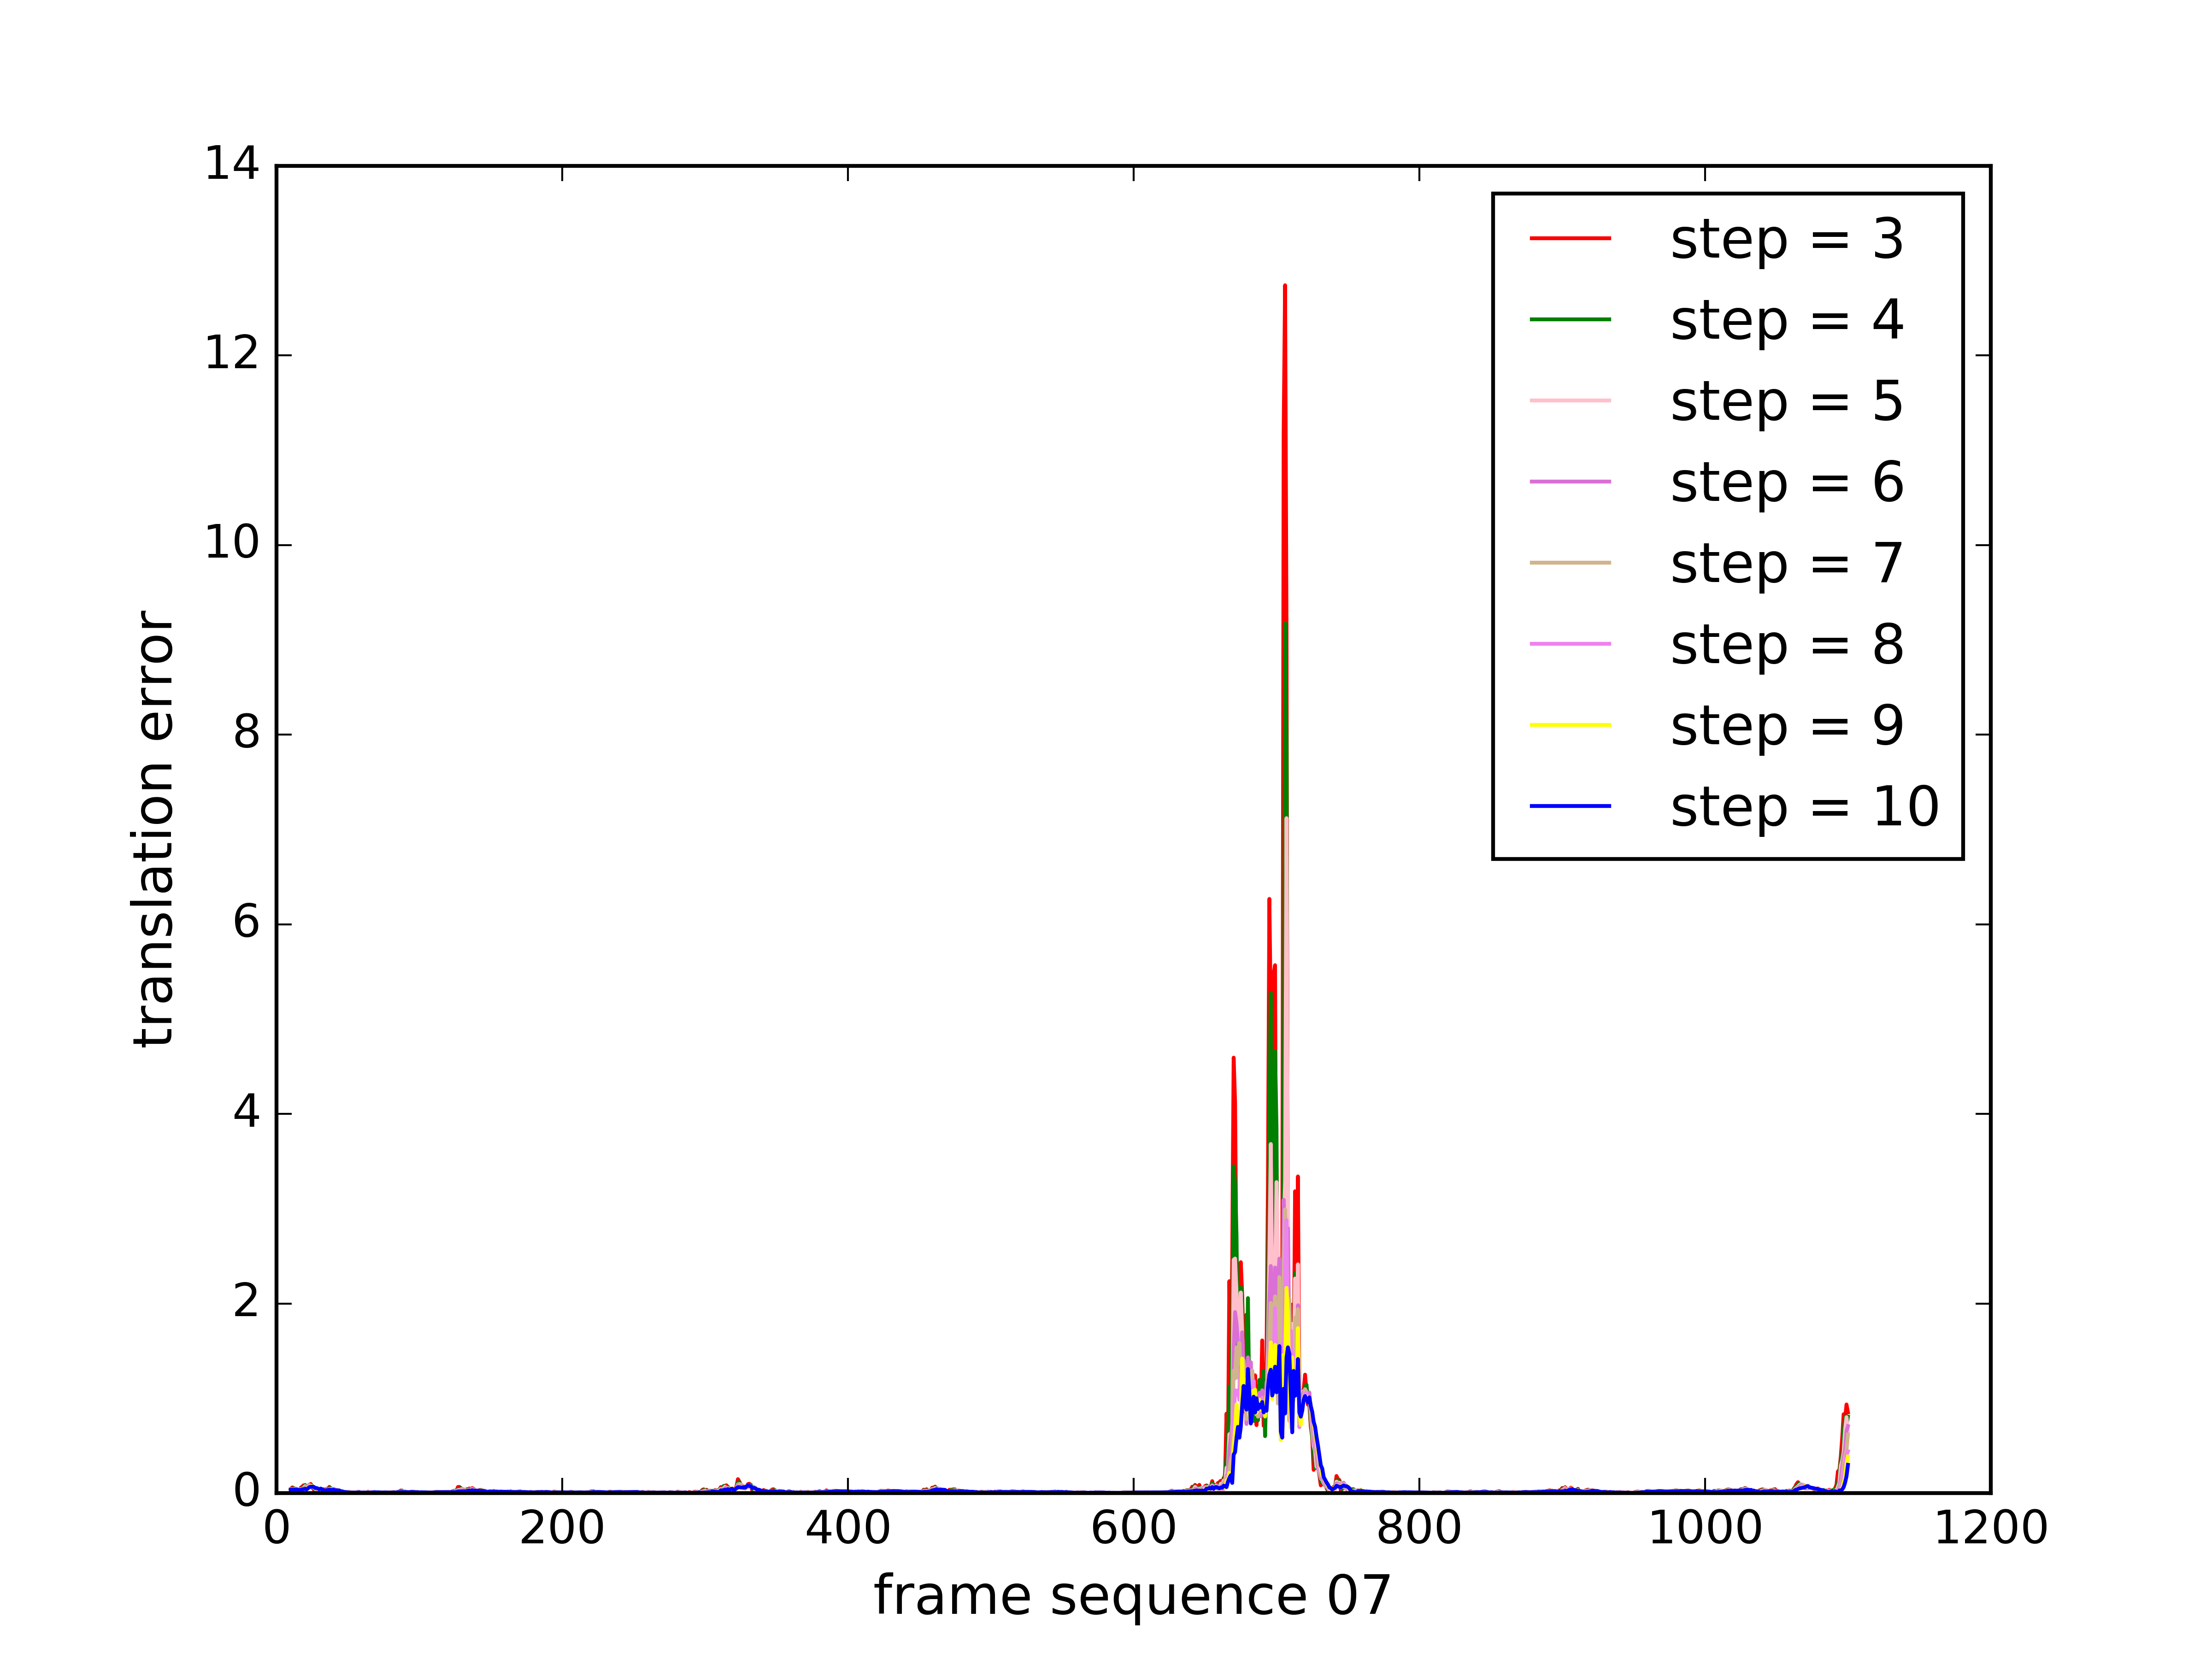 14
12
10
8
6
4
2
0
translation error
0 200 400 600 800 1000 1200
frame sequence 07
step = 3
step = 4
step = 5
step = 6
step = 7
step = 8
step = 9
step = 10